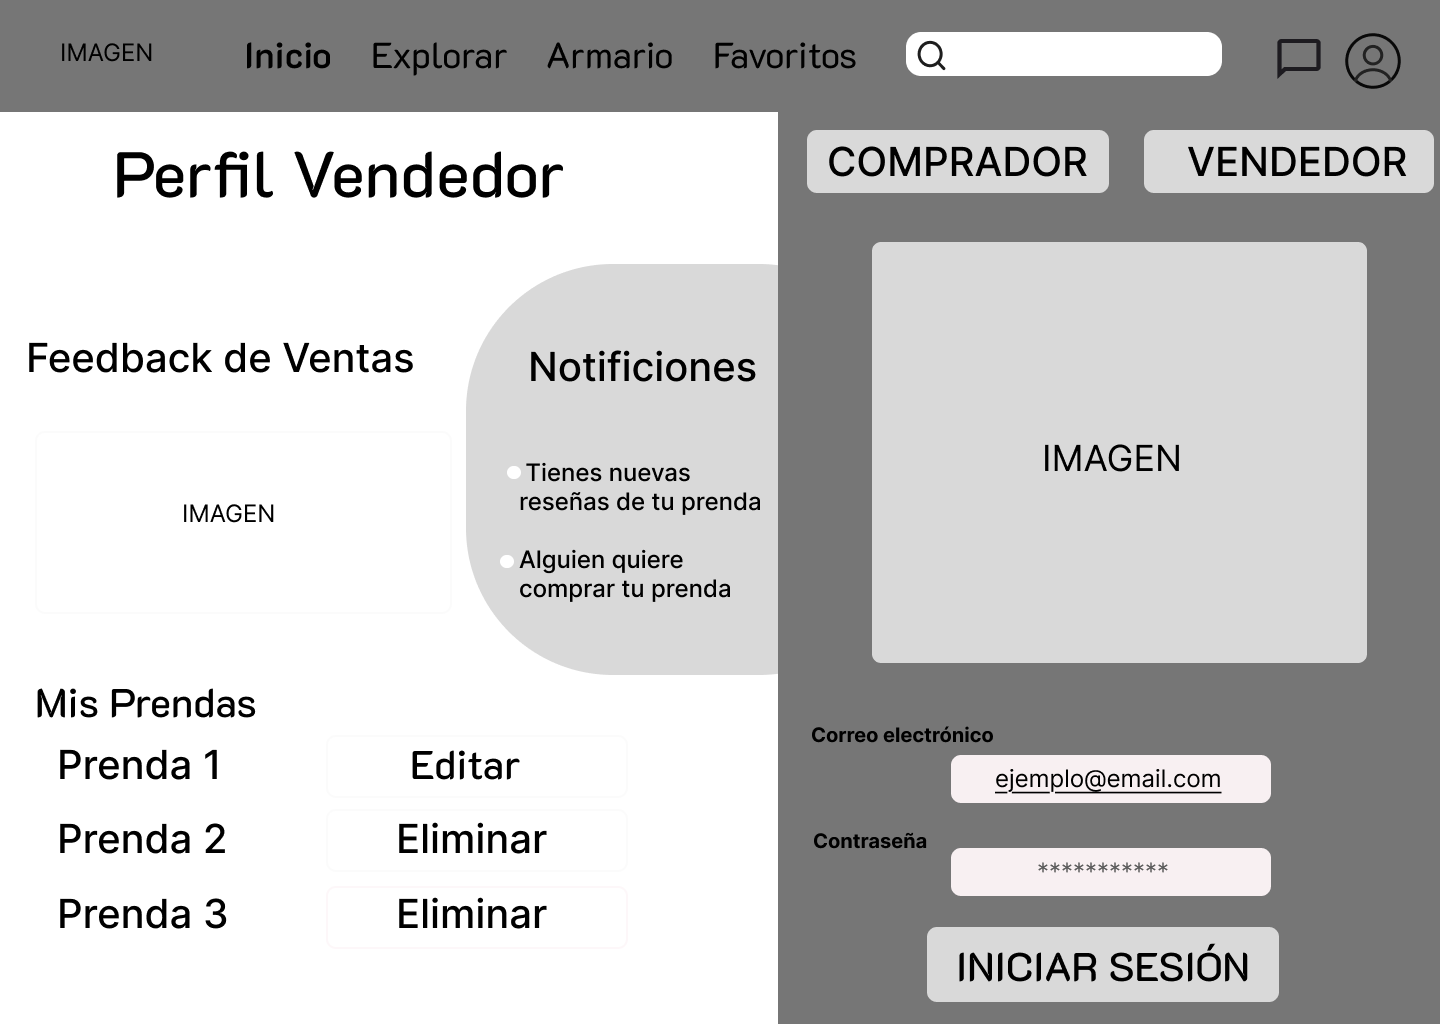 IMAGEN
Inicio
Explorar
Armario
Favoritos
Perfil Vendedor
Feedback de Ventas
IMAGEN
Notificiones
Tienes nuevas
reseñas de tu prenda
Alguien quiere
comprar tu prenda
Mis Prendas
Prenda 1
Editar
Prenda 2
Eliminar
Prenda 3
Eliminar
COMPRADOR
VENDEDOR
IMAGEN
Correo electrónico
ejemplo@email.com
Contraseña
***********
INICIAR SESIÓN